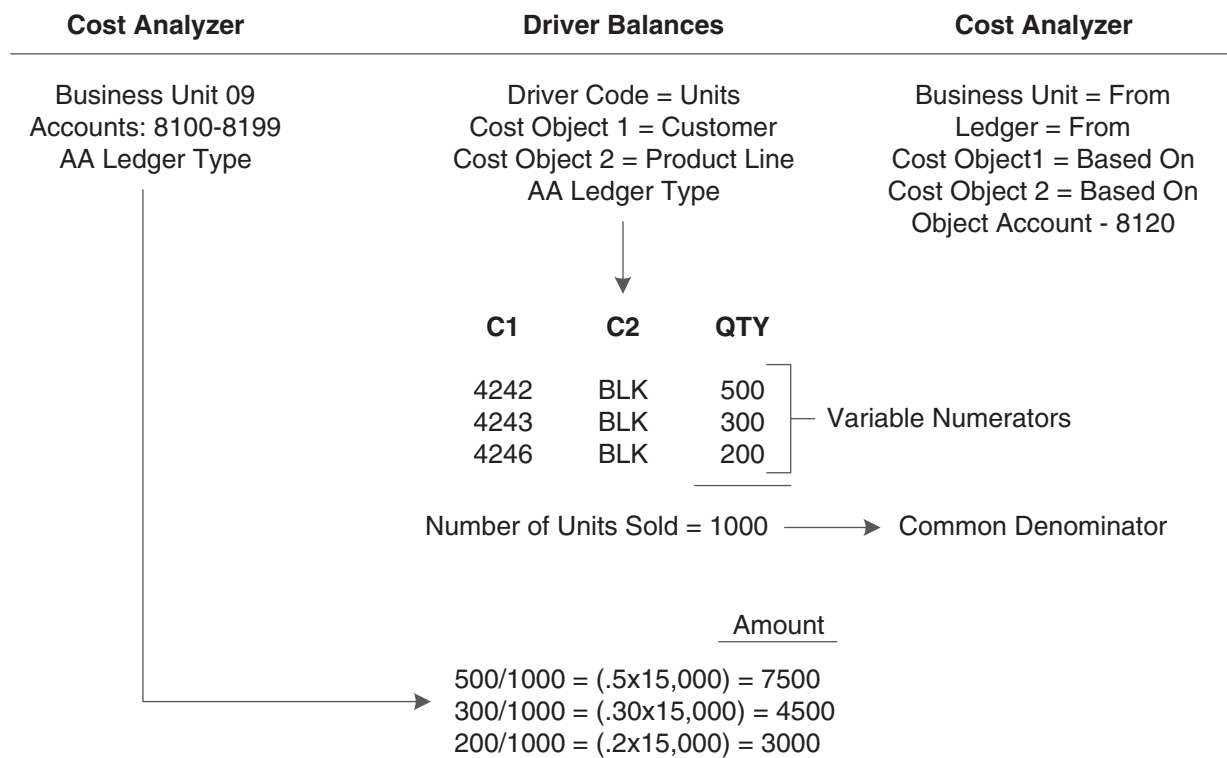 Cost Analyzer
Driver Balances
Cost Analyzer
Business Unit 09
Accounts: 8100-8199
AA Ledger Type
Driver Code = Units
Cost Object 1 = Customer
Cost Object 2 = Product Line
AA Ledger Type
Business Unit = From
Ledger = From
Cost Object1 = Based On
Cost Object 2 = Based On
Object Account - 8120
C1 C2 QTY
4242 BLK 500
4243 BLK 300
4246 BLK 200
Variable Numerators
Number of Units Sold = 1000
Common Denominator
Amount
500/1000 = (.5x15,000) = 7500
300/1000 = (.30x15,000) = 4500
200/1000 = (.2x15,000) = 3000